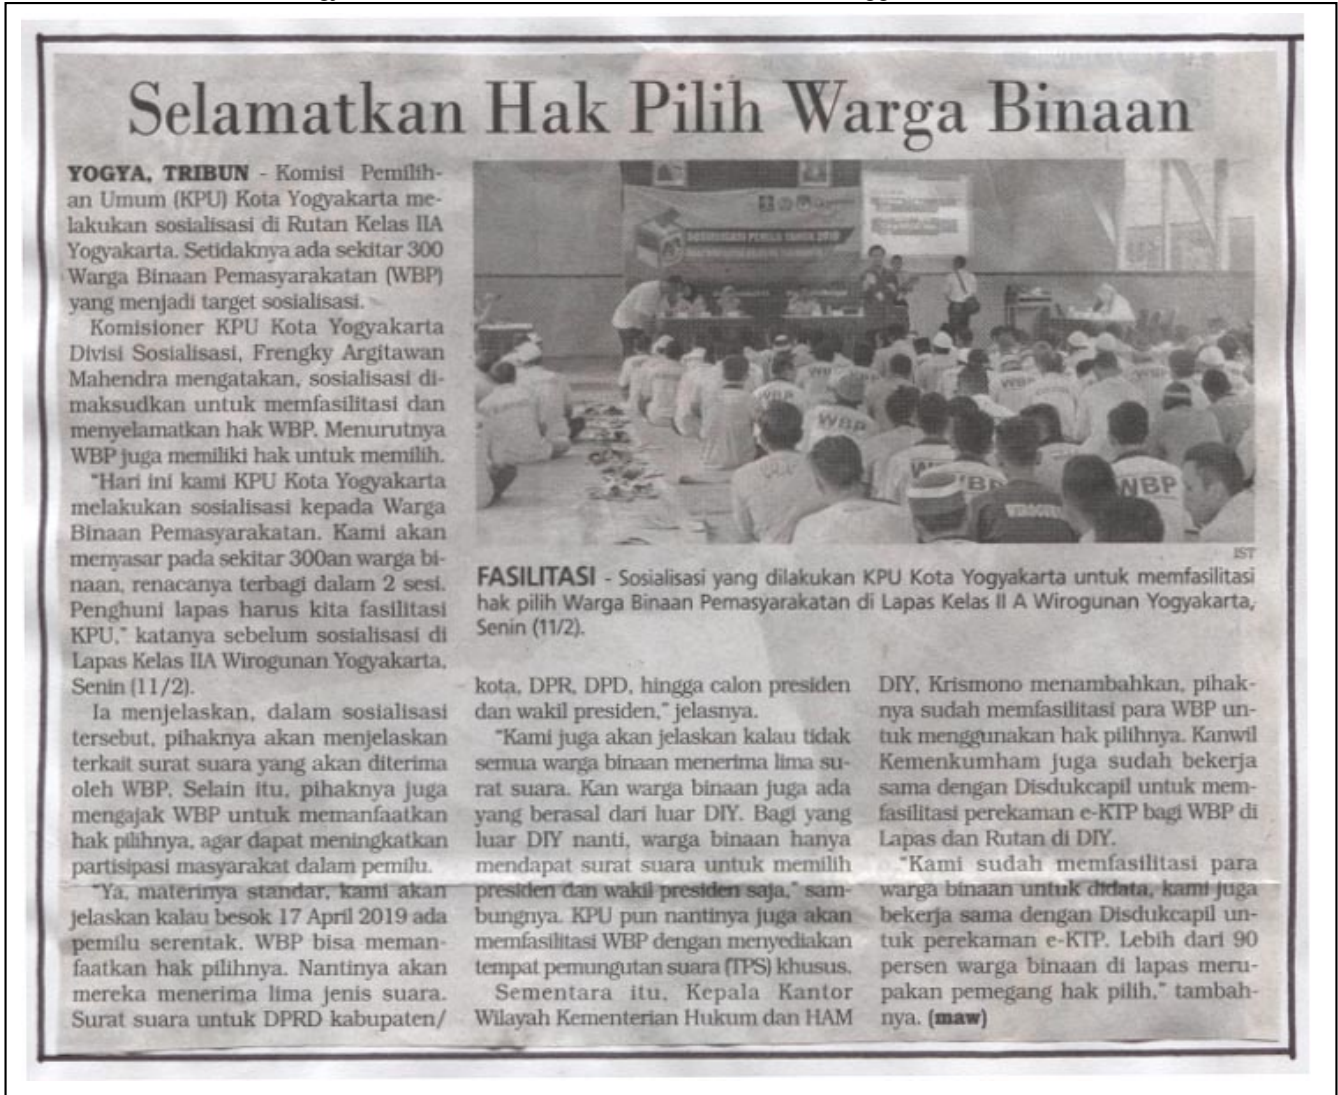 Selamatkan Hak Pilih Warga Binaan
YOGYA, TRIBUN - Komisi Pemilih-
an Umum (KPU) Kota Yogyakarta me-
lakukan sosialisasi di Rutan Kelas IIA
Yogyakarta. Setidaknya ada sekitar 300
Warga Binaan Pemasyarakatan (WBP)
yang menjadi target sosialisasi.
Komisioner KPU Kota Yogyakarta
Divisi Sosialisasi, Frengky Argitawan
Mahendra mengatakan, sosialisasi di-
maksudkan untuk memfasilitasi dan
menyelamatkan hak WBP. Menurutnya
WBP juga memiliki hak untuk memilih.
"Hari ini kami KPU Kota Yogyakarta
melakukan sosialisasi kepada Warga
Binaan Pemasyarakatan. Kami akan
menyasar pada sekitar 300an warga bi-
naan, renacanya terbagi dalam 2 sesi.
Penghuni lapas harus kita fasilitasi
KPU," katanya sebelum sosialisasi di
Lapas Kelas IIA Wirogunan Yogyakarta,
Senin (11/2).
Ia menjelaskan, dalam sosialisasi
tersebut, pihaknya akan menjelaskan
terkait surat suara yang akan diterima
oleh WBP. Selain itu, pihaknya juga
mengajak WBP untuk memanfaatkan
hak pilihnya, agar dapat meningkatkan
partisipasi masyarakat dalam pemilu.
"Ya, materinya standar, kami akan
jelaskan kalau besok 17 April 2019 ada
pemilu serentak. WBP bisa meman-
faatkan hak pilihnya. Nantinya akan
mereka menerima lima jenis suara.
Surat suara untuk DPRD kabupaten/
SOSIALISASI PEMILU TAHUN 2019
WBP
WBP
WBP
WBP
WIROGUNAN
IST
FASILITASI - Sosialisasi yang dilakukan KPU Kota Yogyakarta untuk memfasilitasi
hak pilih Warga Binaan Pemasyarakatan di Lapas Kelas II A Wirogunan Yogyakarta,
Senin (11/2).
kota, DPR, DPD, hingga calon presiden
dan wakil presiden," jelasnya.
"Kami juga akan jelaskan kalau tidak
semua warga binaan menerima lima su-
rat suara. Kan warga binaan juga ada
yang berasal dari luar DIY. Bagi yang
luar DIY nanti, warga binaan hanya
mendapat surat suara untuk memilih
presiden dan wakil presiden saja," sam-
bungnya. KPU pun nantinya juga akan
memfasilitasi WBP dengan menyediakan
tempat pemungutan suara (TPS) khusus.
Sementara itu, Kepala Kantor
Wilayah Kementerian Hukum dan HAM
DIY, Krismono menambahkan, pihak-
nya sudah memfasilitasi para WBP un-
tuk menggunakan hak pilihnya. Kanwil
Kemenkumham juga sudah bekerja
sama dengan Disdukcapil untuk mem-
fasilitasi perekaman e-KTP bagi WBP di
Lapas dan Rutan di DIY.
"Kami sudah memfasilitasi para
warga binaan untuk didata, kami juga
bekerja sama dengan Disdukcapil un-
tuk perekaman e-KTP. Lebih dari 90
persen warga binaan di lapas meru-
pakan pemegang hak pilih," tambah-
nya. (maw)